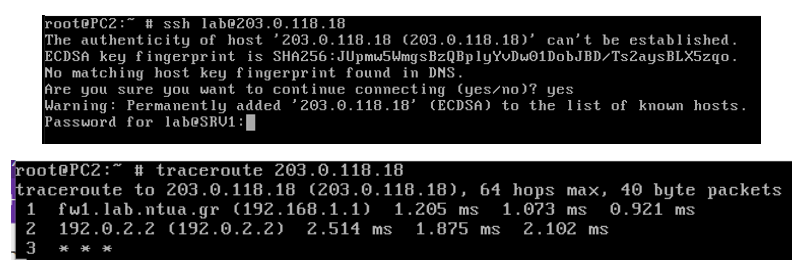 root@PC2:~ # ssh lab@203.0.118.18
The authenticity of host '203.0.118.18 (203.0.118.18)' can't be established.
ECDSA key fingerprint is SHA256:JUpmw5WmgsBzQBplyYvDw01DobJBD/Ts2aysBLX5zqo.
No matching host key fingerprint found in DNS.
Are you sure you want to continue connecting (yes/no)? yes
Warning: Permanently added '203.0.118.18' (ECDSA) to the list of known hosts.
Password for lab@SRV1:
root@PC2:~ # traceroute 203.0.118.18
traceroute to 203.0.118.18 (203.0.118.18), 64 hops max, 40 byte packets
1 fw1.lab.ntua.gr (192.168.1.1) 1.205 ms 1.073 ms 0.921 ms
2 192.0.2.2 (192.0.2.2) 2.514 ms 1.875 ms 2.102 ms
3 * * *